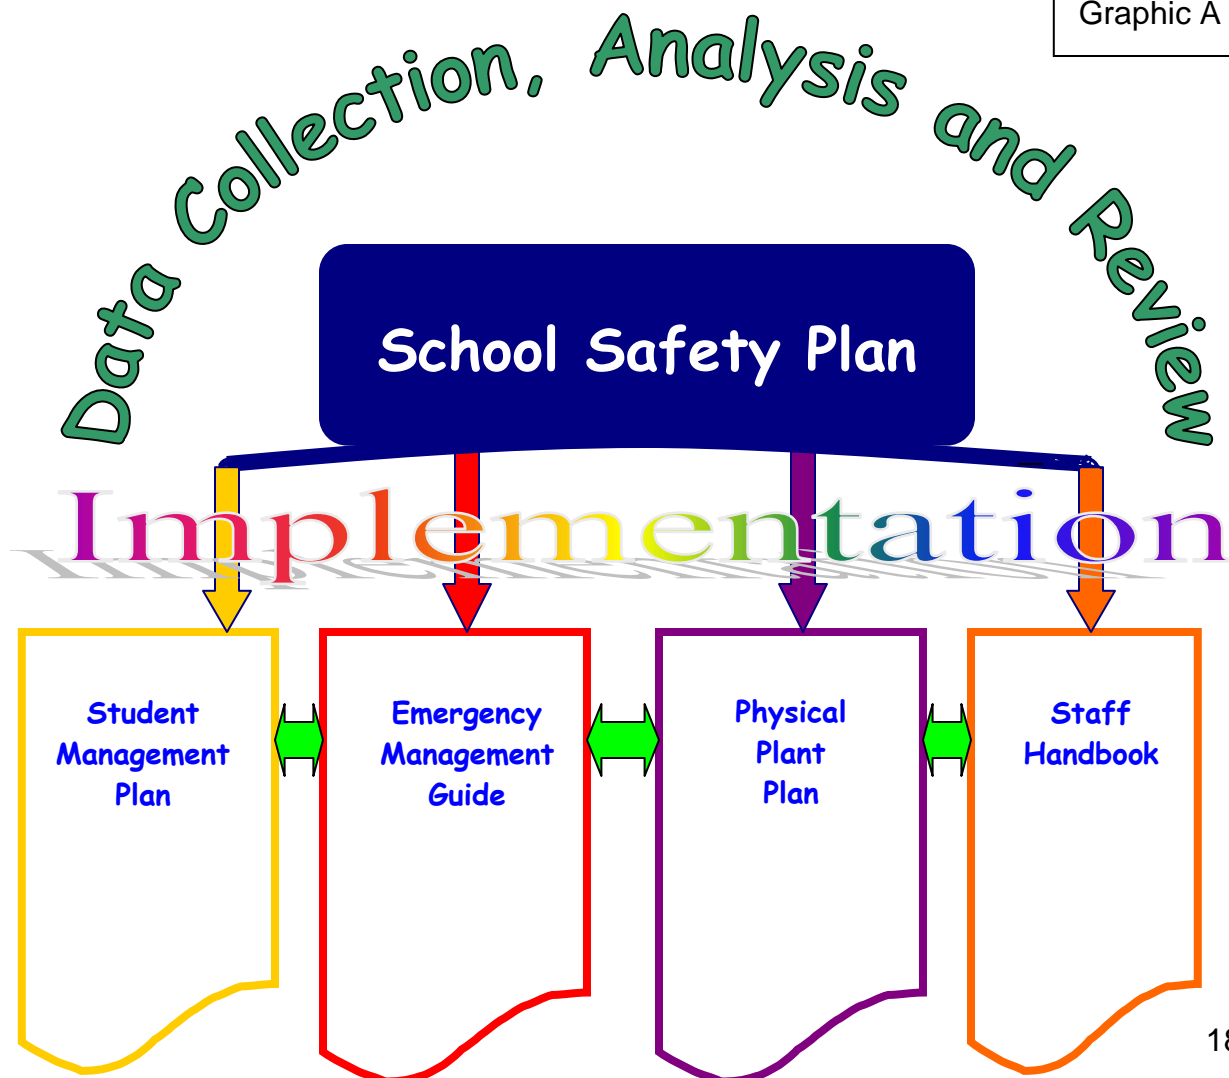 Graphic A
Data Collection, Analysis and Review
School Safety Plan
Implementation
Student
Management
Plan
Emergency
Management
Guide
Physical
Plant
Plan
Staff
Handbook
18